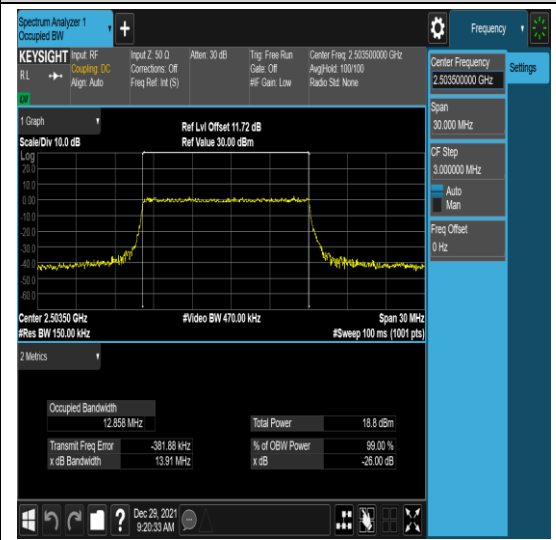 Spectrum Analyzer 1
Occupied BW
+
Frequency
KEYSIGHT Input: RF Input Z: 50 Ω Atten: 30 dB Trig: Free Run Center Freq: 2.503500000 GHz
RL Coupling: DC Corrections: Off Gate: Off Avg|Hold: 100/100
Align: Auto Freq Ref: Int (S) #IF Gain: Low Radio Std: None
Center Frequency
2.503500000 GHz
Settings
Span
30.000 MHz
CF Step
3.000000 MHz
Auto
Man
Freq Offset
0 Hz
1 Graph
Ref Lvl Offset 11.72 dB
Scale/Div 10.0 dB Ref Value 30.00 dBm
Log
20.0
10.0
0.00
-10.0
-20.0
-30.0
-40.0
-50.0
-60.0
Center 2.50350 GHz #Video BW 470.00 kHz Span 30 MHz
#Res BW 150.00 kHz #Sweep 100 ms (1001 pts)
2 Metrics
Occupied Bandwidth
12.858 MHz
Total Power 18.8 dBm
Transmit Freq Error -381.88 kHz % of OBW Power 99.00 %
x dB Bandwidth 13.91 MHz x dB -26.00 dB
?
Dec 29, 2021
9:20:33 AM